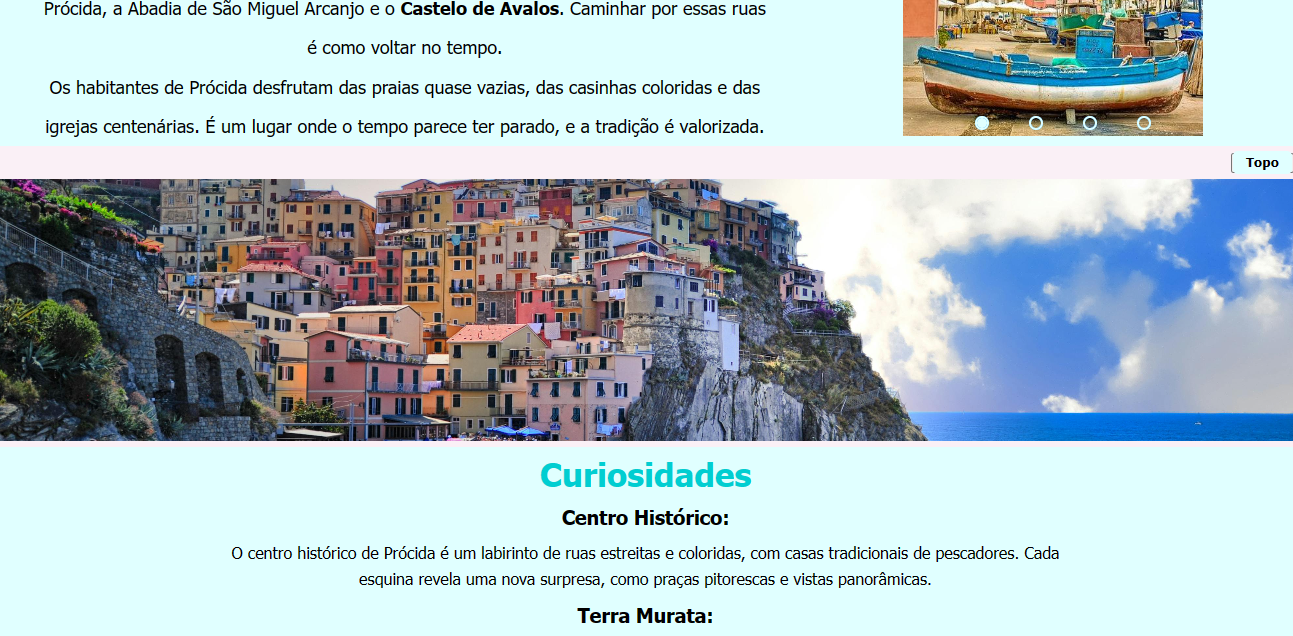 Prócida, a Abadia de São Miguel Arcanjo e o Castelo de Avalos. Caminhar por essas ruas
é como voltar no tempo.
Os habitantes de Prócida desfrutam das praias quase vazias, das casinhas coloridas e das
igrejas centenárias. É um lugar onde o tempo parece ter parado, e a tradição é valorizada.
Topo
Curiosidades
Centro Histórico:
O centro histórico de Prócida é um labirinto de ruas estreitas e coloridas, com casas tradicionais de pescadores. Cada
esquina revela uma nova surpresa, como praças pitorescas e vistas panorâmicas.
Terra Murata: